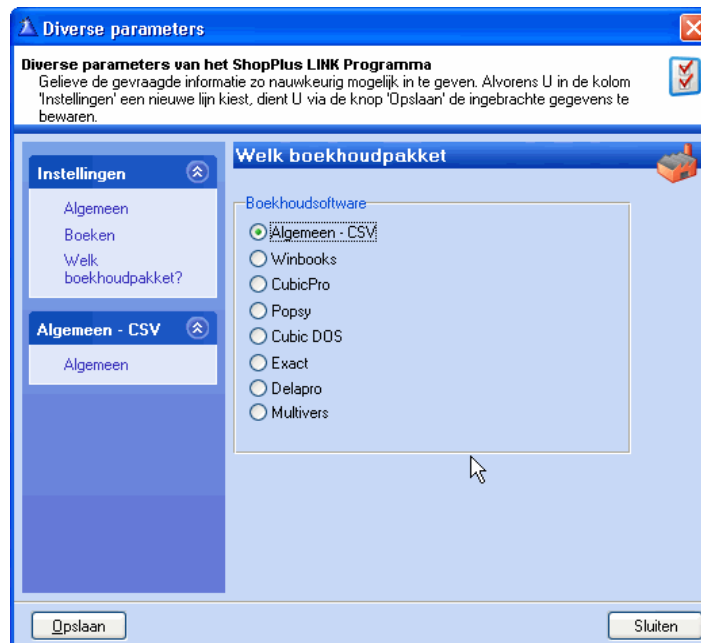 Diverse parameters
Diverse parameters van het ShopPlus LINK Programma
Gelieve de gevraagde informatie zo nauwkeurig mogelijk in te geven. Alvorens U in de kolom
'Instellingen' een nieuwe lijn kiest, dient U via de knop 'Opslaan' de ingebrachte gegevens te
bewaren.
Instellingen
Algemeen
Boeken
Welk
boekhoudpakket?
Algemeen - CSV
Algemeen
Welk boekhoudpakket
Boekhoudsoftware
Algemeen - CSV
Winbooks
CubicPro
Popsy
Cubic DOS
Exact
Delapro
Multivers
Opslaan
Sluiten